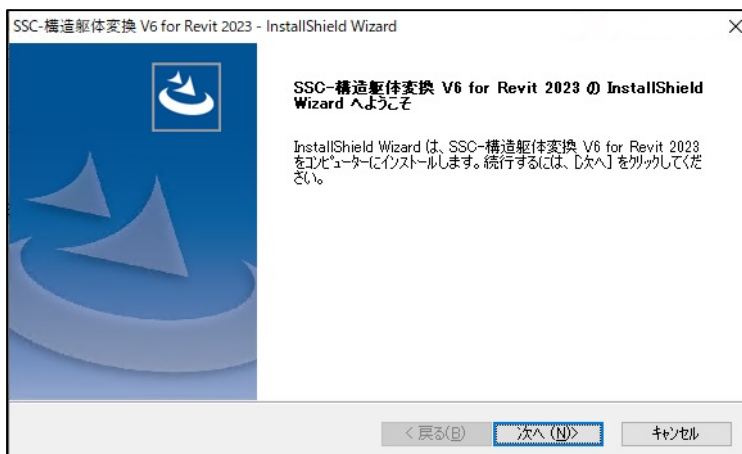 SSC-構造躯体変換 V6 for Revit 2023 - InstallShield Wizard
SSC-構造躯体変換 V6 for Revit 2023 の InstallShield
Wizard へようこそ
InstallShield Wizard は、SSC-構造躯体変換 V6 for Revit 2023
をコンピューターにインストールします。続行するには、[次へ] をクリックしてくだ
さい。
< 戻る(B)
次へ (N)>
キャンセル